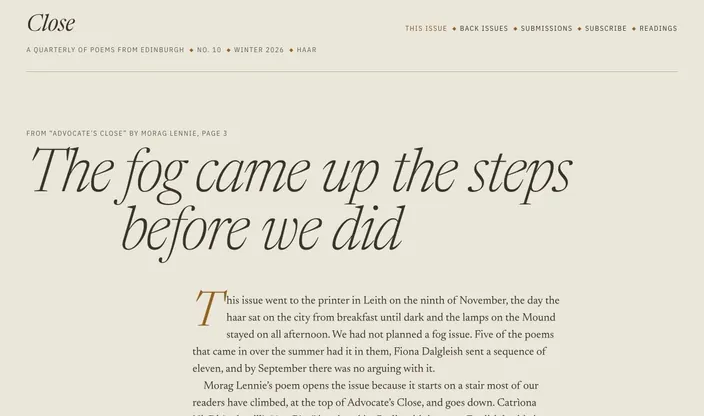 Close
THIS ISSUE ◆ BACK ISSUES ◆ SUBMISSIONS ◆ SUBSCRIBE ◆ READINGS
A QUARTERLY OF POEMS FROM EDINBURGH ◆ NO. 10 ◆ WINTER 2026 ◆ HAAR
FROM “ADVOCATE’S CLOSE” BY MORAG LENNIE, PAGE 3
The fog came up the steps
before we did
This issue went to the printer in Leith on the ninth of November, the day the
haar sat on the city from breakfast until dark and the lamps on the Mound
stayed on all afternoon. We had not planned a fog issue. Five of the poems
that came in over the summer had it in them, Fiona Dalgleish sent a sequence of
eleven, and by September there was no arguing with it.
Morag Lennie’s poem opens the issue because it starts on a stair most of our
readers have climbed, at the top of Advocate’s Close, and goes down. Catrìona